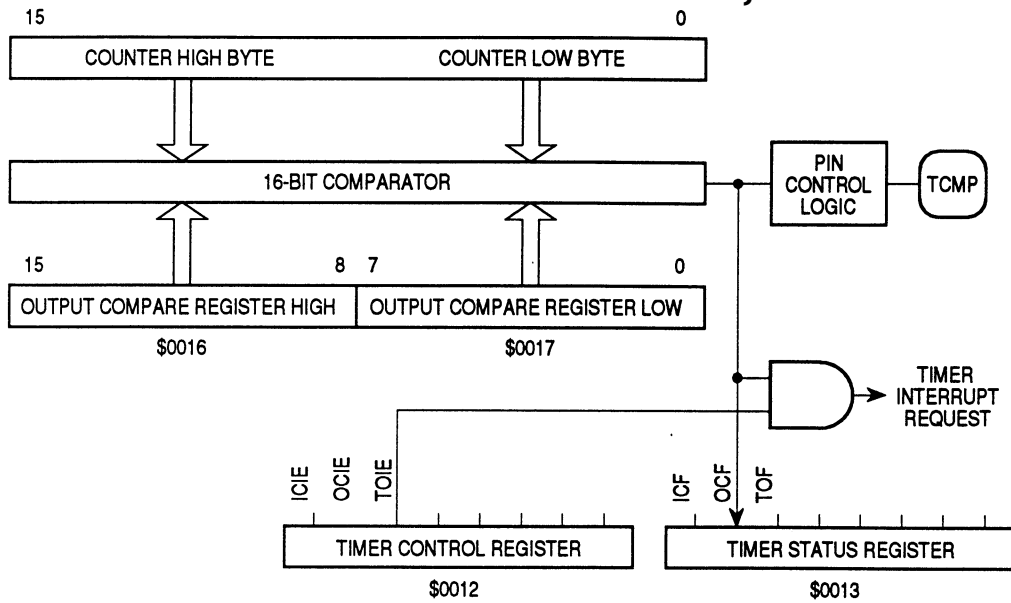 15 0
COUNTER HIGH BYTE COUNTER LOW BYTE
16-BIT COMPARATOR
PIN
CONTROL
LOGIC
TCMP
15 8 7 0
OUTPUT COMPARE REGISTER HIGH OUTPUT COMPARE REGISTER LOW
$0016 $0017
TIMER
INTERRUPT
REQUEST
ICIE
OCIE
TOIE
ICF
OCF
TOF
TIMER CONTROL REGISTER
TIMER STATUS REGISTER
$0012
$0013